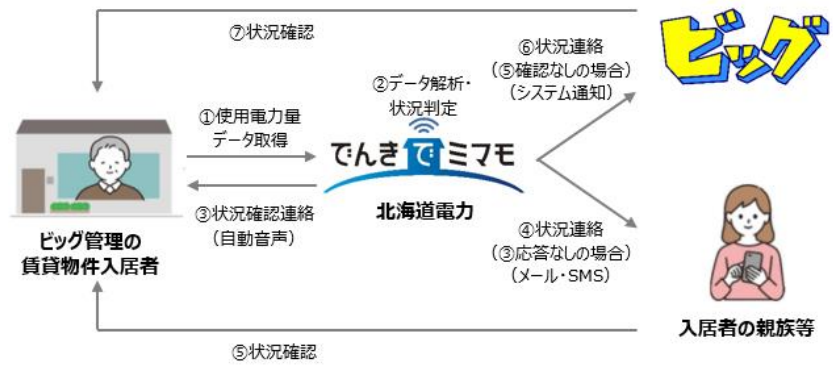 ⑦状況確認
ビッグ
⑥状況連絡
(⑤確認なしの場合)
(システム通知)
②データ解析・
状況判定
①使用電力量
データ取得
でんきでミマモ
北海道電力
③状況確認連絡
(自動音声)
ビッグ管理の
賃貸物件入居者
④状況連絡
(③応答なしの場合)
(メール・SMS)
入居者の親族等
⑤状況確認